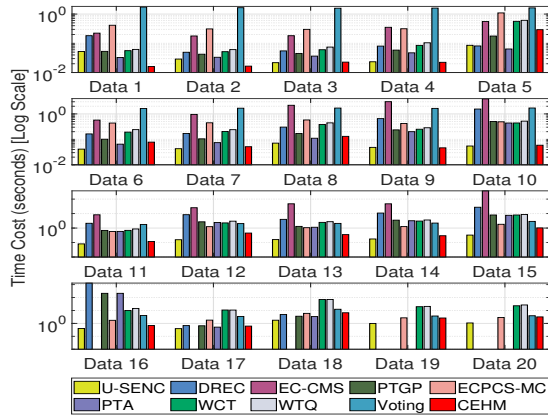 Time Cost (seconds) [Log Scale]
10^0
10^-2
Data 1 Data 2 Data 3 Data 4 Data 5
10^0
10^-2
Data 6 Data 7 Data 8 Data 9 Data 10
10^0
Data 11 Data 12 Data 13 Data 14 Data 15
10^0
Data 16 Data 17 Data 18 Data 19 Data 20
U-SENC DREC EC-CMS PTGP ECPCS-MC
PTA WCT WTQ Voting CEHM